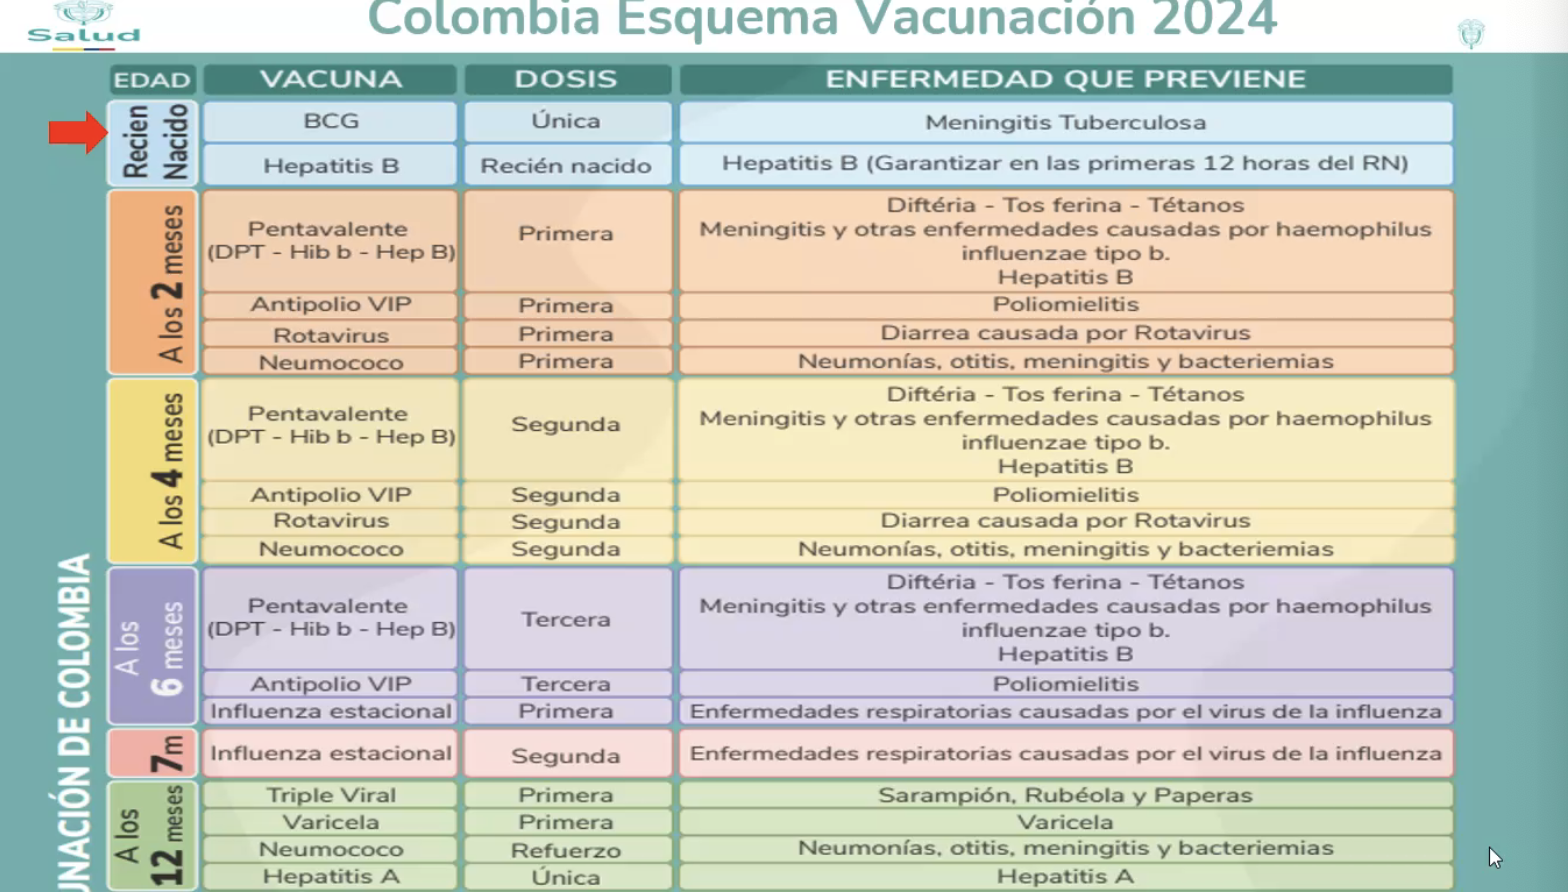 Salud
Colombia Esquema Vacunación 2024
EDAD VACUNA DOSIS ENFERMEDAD QUE PREVIENE
Recien
Nacido
BCG Única Meningitis Tuberculosa
Hepatitis B Recién nacido Hepatitis B (Garantizar en las primeras 12 horas del RN)
A los 2 meses
Pentavalente
(DPT - Hib b - Hep B)
Primera
Diftéria - Tos ferina - Tétanos
Meningitis y otras enfermedades causadas por haemophilus
influenzae tipo b.
Hepatitis B
Antipolio VIP Primera Poliomielitis
Rotavirus Primera Diarrea causada por Rotavirus
Neumococo Primera Neumonías, otitis, meningitis y bacteriemias
A los 4 meses
Pentavalente
(DPT - Hib b - Hep B)
Segunda
Diftéria - Tos ferina - Tétanos
Meningitis y otras enfermedades causadas por haemophilus
influenzae tipo b.
Hepatitis B
Antipolio VIP Segunda Poliomielitis
Rotavirus Segunda Diarrea causada por Rotavirus
Neumococo Segunda Neumonías, otitis, meningitis y bacteriemias
A los
6 meses
Pentavalente
(DPT - Hib b - Hep B)
Tercera
Diftéria - Tos ferina - Tétanos
Meningitis y otras enfermedades causadas por haemophilus
influenzae tipo b.
Hepatitis B
Antipolio VIP Tercera Poliomielitis
Influenza estacional Primera Enfermedades respiratorias causadas por el virus de la influenza
7m
Influenza estacional Segunda Enfermedades respiratorias causadas por el virus de la influenza
A los
12 meses
Triple Viral Primera Sarampión, Rubéola y Paperas
Varicela Primera Varicela
Neumococo Refuerzo Neumonías, otitis, meningitis y bacteriemias
Hepatitis A Única Hepatitis A
UNACIÓN DE COLOMBIA